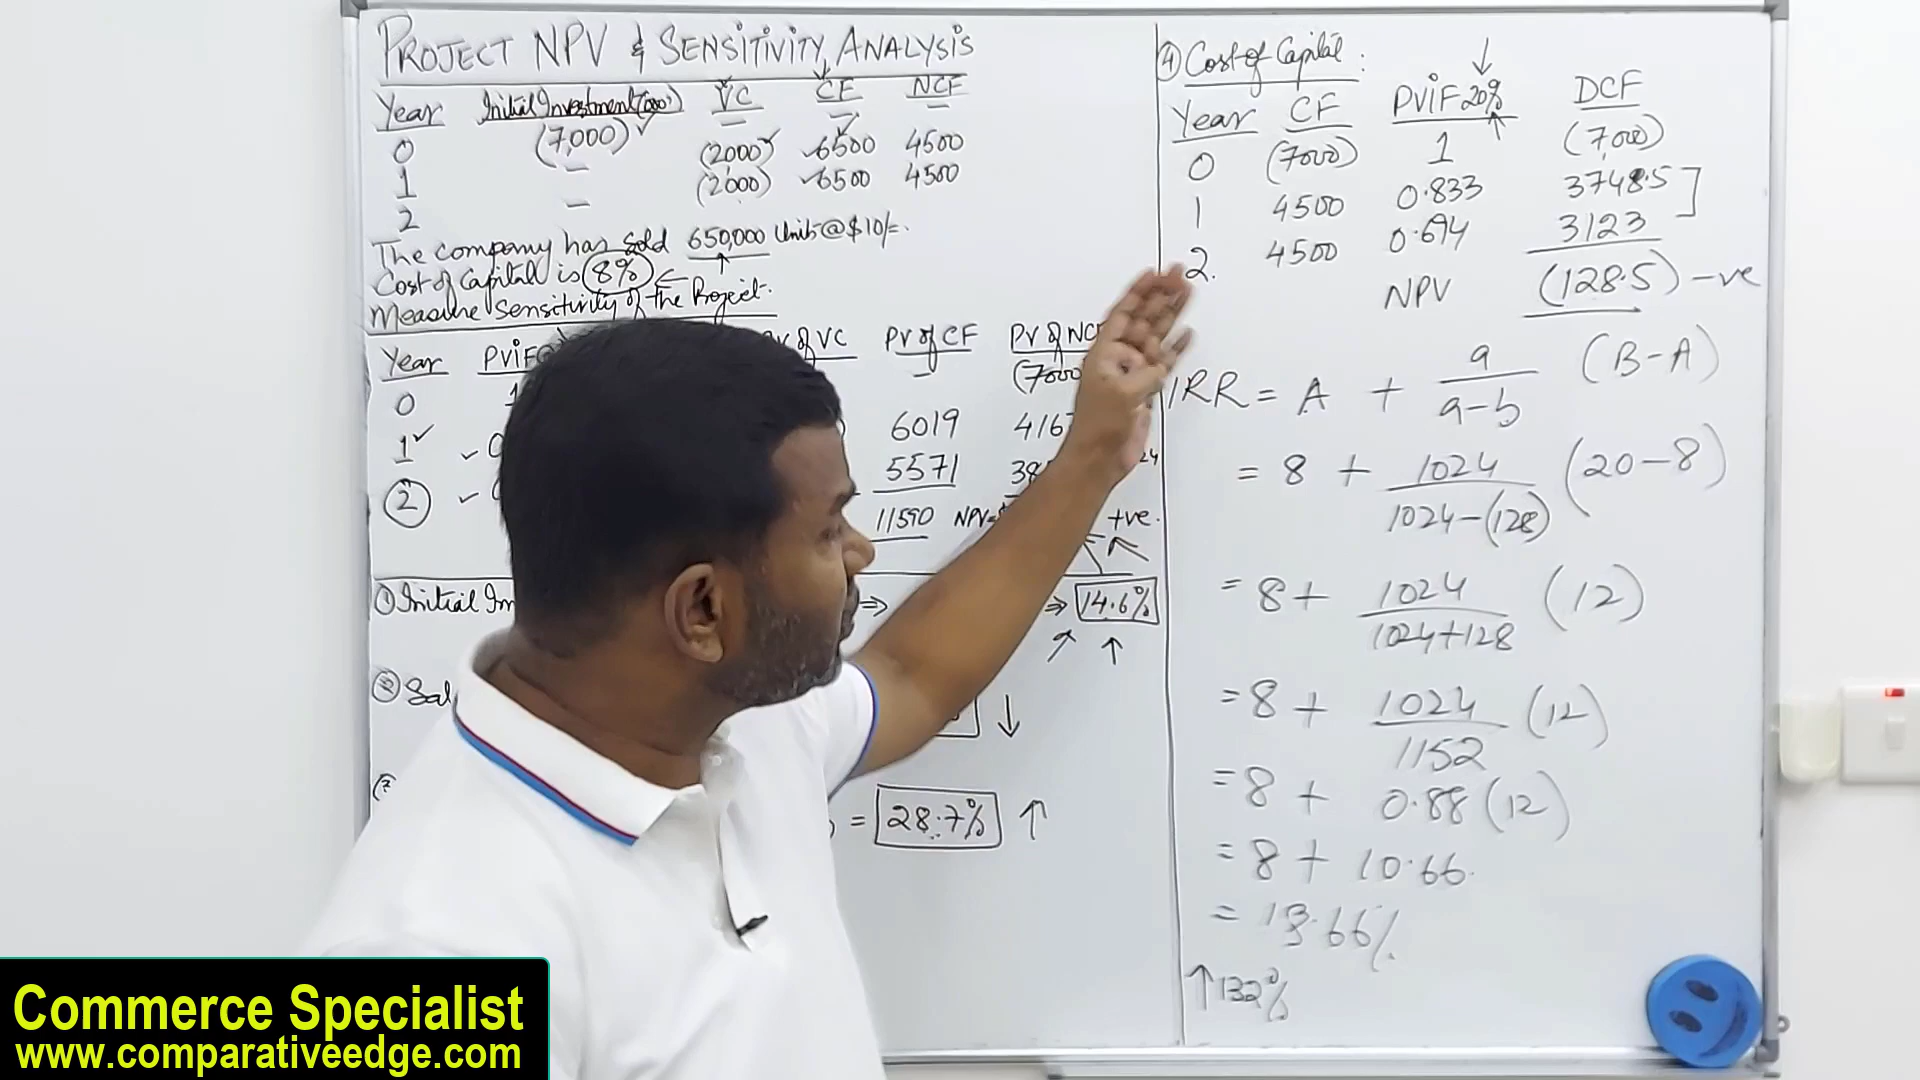 PROJECT NPV & SENSITIVITY ANALYSIS
Year Initial Investment (000's) VC CF NCF
0 (7,000) (2000) 6500 4500
1 – (2000) 6500 4500
2 –
The company has sold 650,000 Units @ $10/=.
Cost of Capital is 8%
Measure Sensitivity of the Project.
Year PViF of VC PV of CF PV of NCF
0 1 (7000
1 6019 416
2 5571 38
11590 NPV= +ve.
① Initial In ⇒ ⇒ 14.6%
② Sal
= 28.7%
④ Cost of Capital:
Year CF PViF 20% DCF
0 (7000) 1 (7,000)
1 4500 0.833 3748.5
2. 4500 0.694 3123
NPV (128.5) -ve
IRR = A + a/a-b (B-A)
= 8 + 1024/1024-(128) (20-8)
= 8+ 1024/1024+128 (12)
= 8+ 1024/1152 (12)
= 8+ 0.88 (12)
= 8+ 10.66.
= 18.66%
↑132%
Commerce Specialist
www.comparativeedge.com